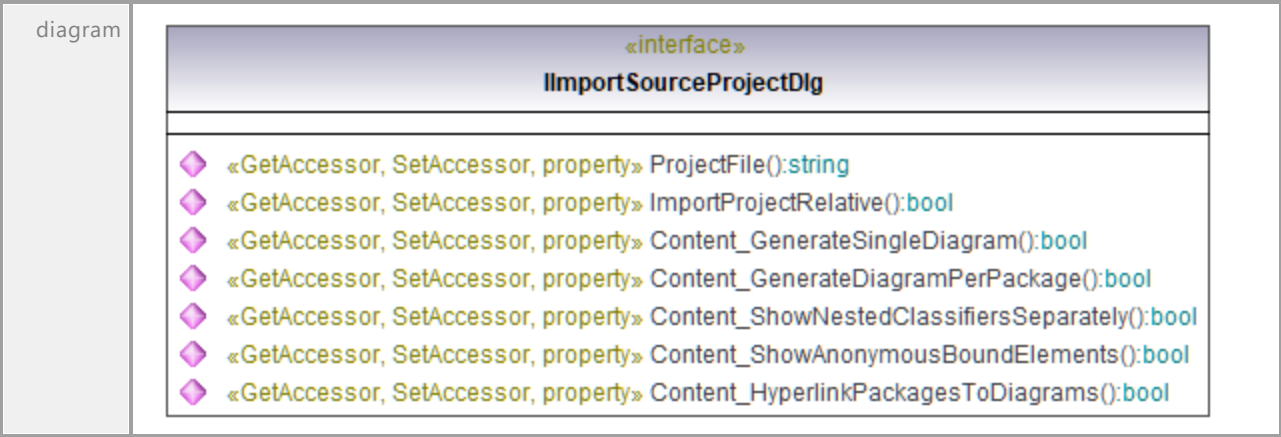 diagram
«interface»
IImportSourceProjectDlg
«GetAccessor, SetAccessor, property» ProjectFile():string
«GetAccessor, SetAccessor, property» ImportProjectRelative():bool
«GetAccessor, SetAccessor, property» Content_GenerateSingleDiagram():bool
«GetAccessor, SetAccessor, property» Content_GenerateDiagramPerPackage():bool
«GetAccessor, SetAccessor, property» Content_ShowNestedClassifiersSeparately():bool
«GetAccessor, SetAccessor, property» Content_ShowAnonymousBoundElements():bool
«GetAccessor, SetAccessor, property» Content_HyperlinkPackagesToDiagrams():bool